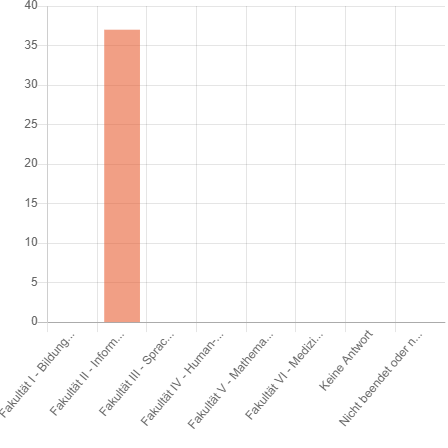 40
35
30
25
20
15
10
5
0
Fakultät I - Bildung...
Fakultät II - Inform...
Fakultät III - Sprac...
Fakultät IV - Human-...
Fakultät V - Mathema...
Fakultät VI - Medizi...
Keine Antwort
Nicht beendet oder n...